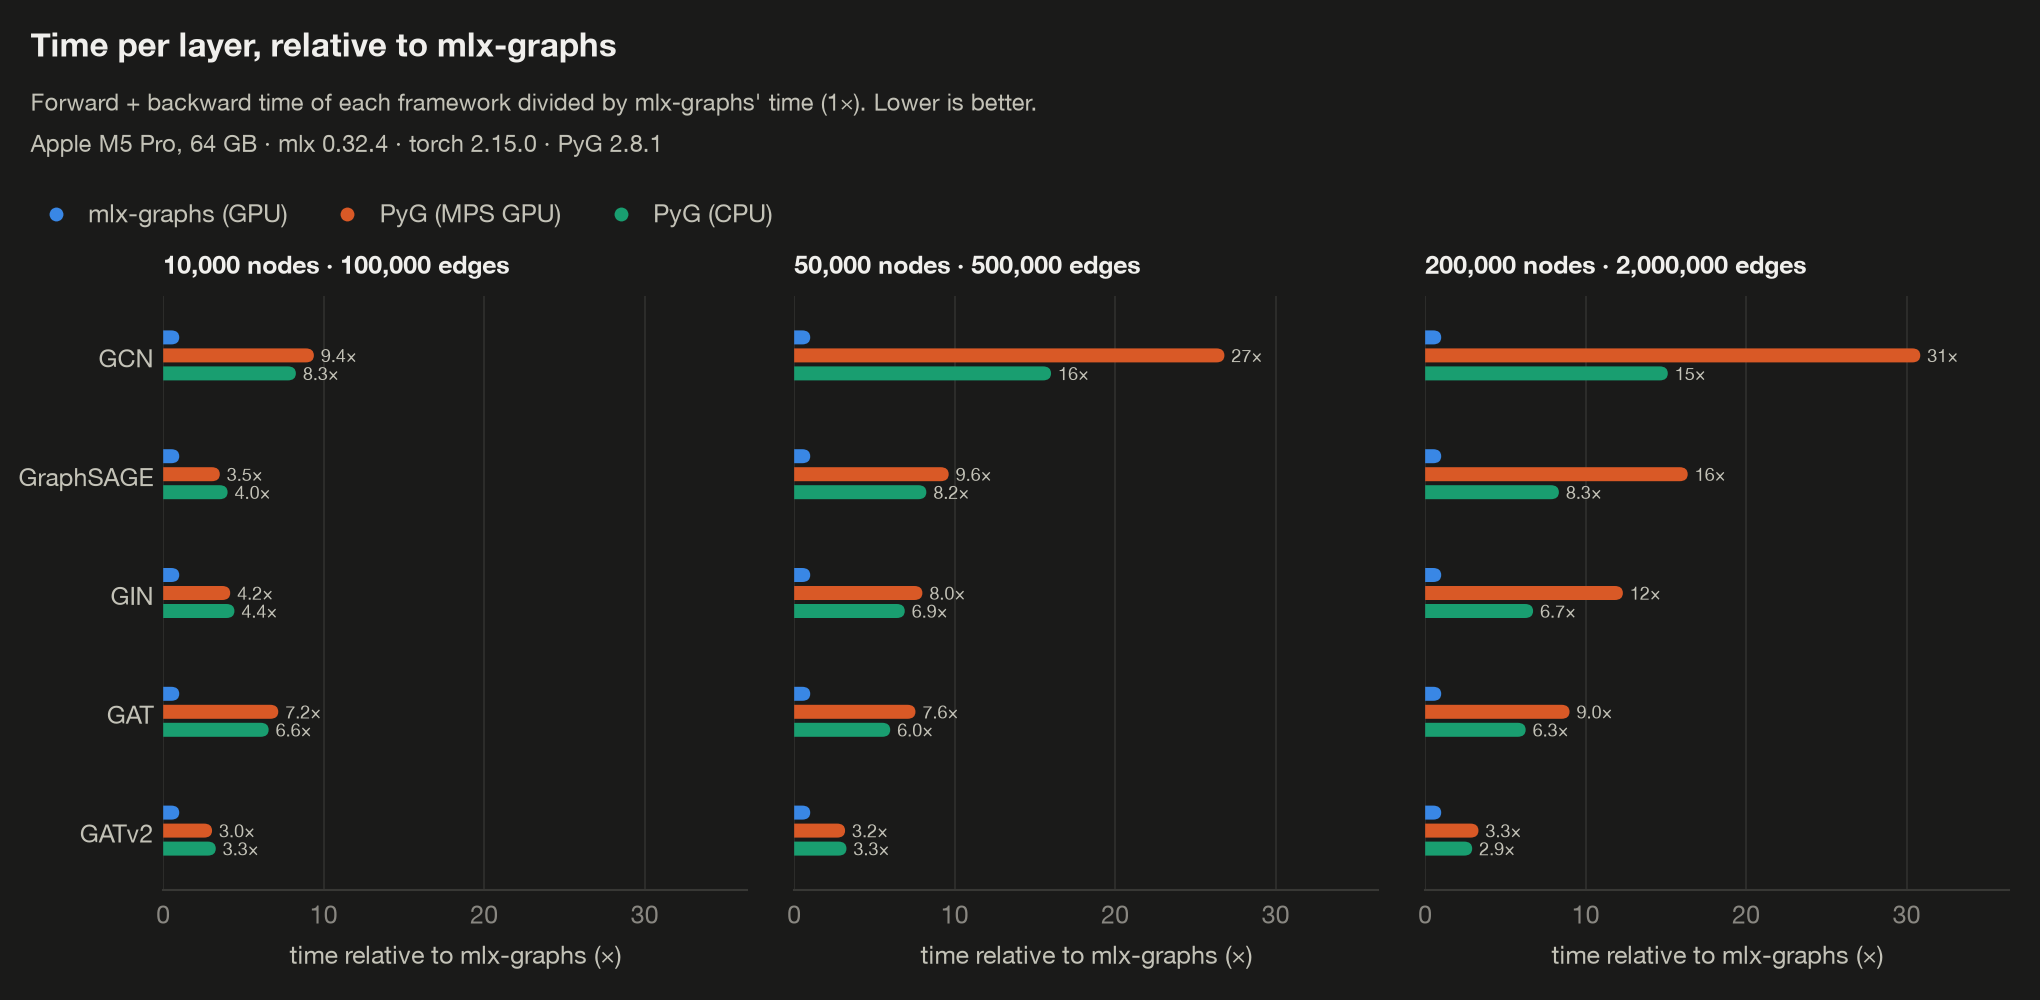 Time per layer, relative to mlx-graphs
Forward + backward time of each framework divided by mlx-graphs' time (1×). Lower is better.
Apple M5 Pro, 64 GB · mlx 0.32.4 · torch 2.15.0 · PyG 2.8.1
mlx-graphs (GPU) PyG (MPS GPU) PyG (CPU)
10,000 nodes · 100,000 edges
50,000 nodes · 500,000 edges
200,000 nodes · 2,000,000 edges
GCN
9.4×
8.3×
27×
16×
31×
15×
GraphSAGE
3.5×
4.0×
9.6×
8.2×
16×
8.3×
GIN
4.2×
4.4×
8.0×
6.9×
12×
6.7×
GAT
7.2×
6.6×
7.6×
6.0×
9.0×
6.3×
GATv2
3.0×
3.3×
3.2×
3.3×
3.3×
2.9×
0 10 20 30
0 10 20 30
0 10 20 30
time relative to mlx-graphs (×)
time relative to mlx-graphs (×)
time relative to mlx-graphs (×)